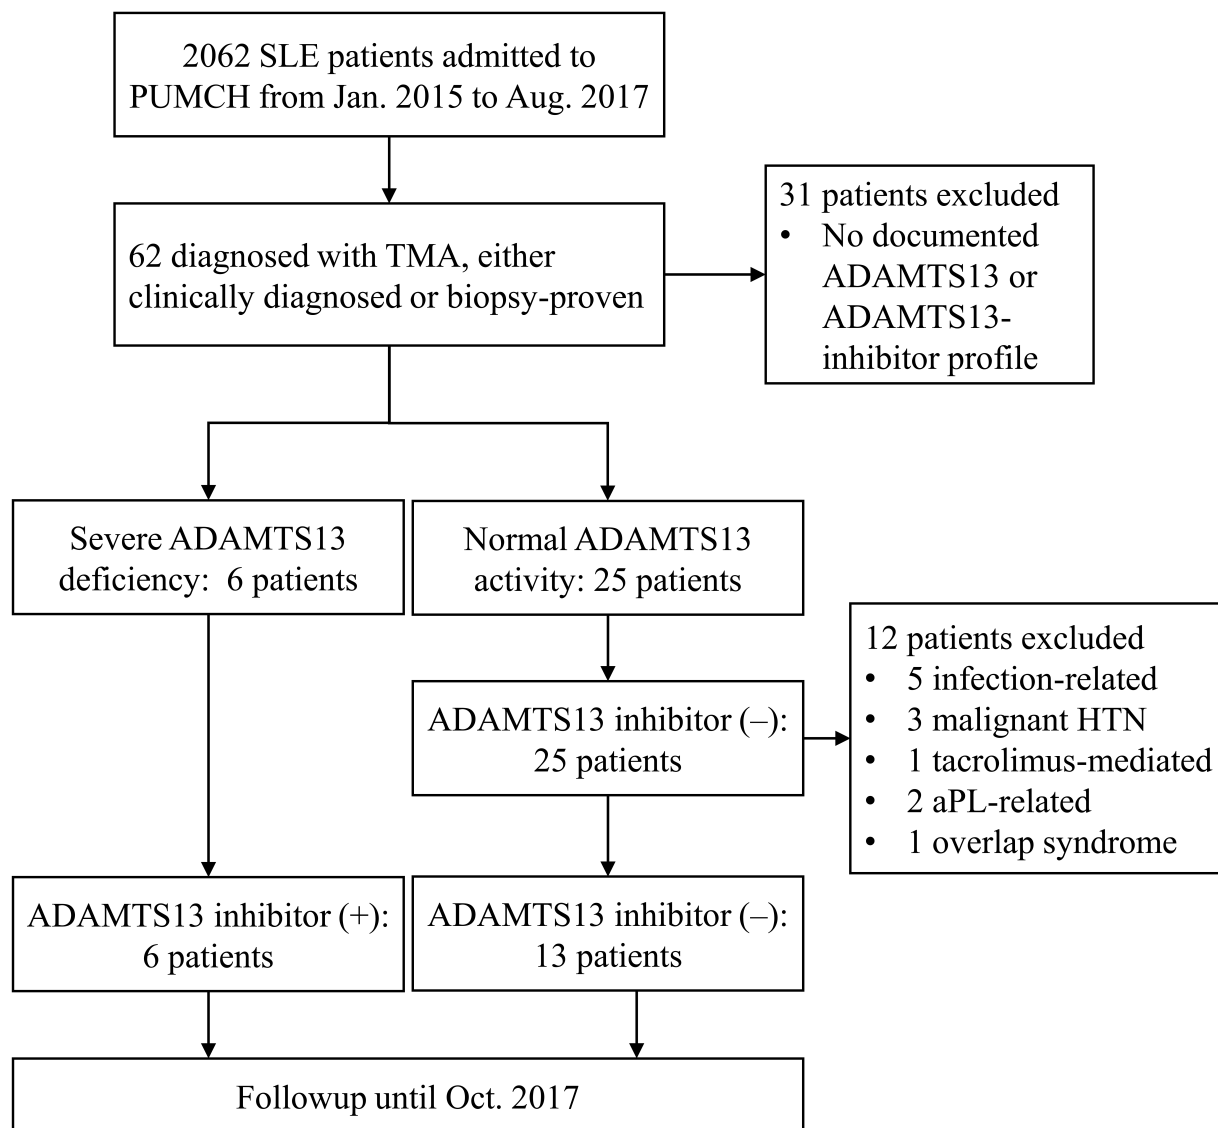 2062 SLE patients admitted to
PUMCH from Jan. 2015 to Aug. 2017
62 diagnosed with TMA, either
clinically diagnosed or biopsy-proven
31 patients excluded
• No documented
ADAMTS13 or
ADAMTS13-
inhibitor profile
Severe ADAMTS13
deficiency: 6 patients
Normal ADAMTS13
activity: 25 patients
ADAMTS13 inhibitor (–):
25 patients
12 patients excluded
• 5 infection-related
• 3 malignant HTN
• 1 tacrolimus-mediated
• 2 aPL-related
• 1 overlap syndrome
ADAMTS13 inhibitor (+):
6 patients
ADAMTS13 inhibitor (–):
13 patients
Followup until Oct. 2017